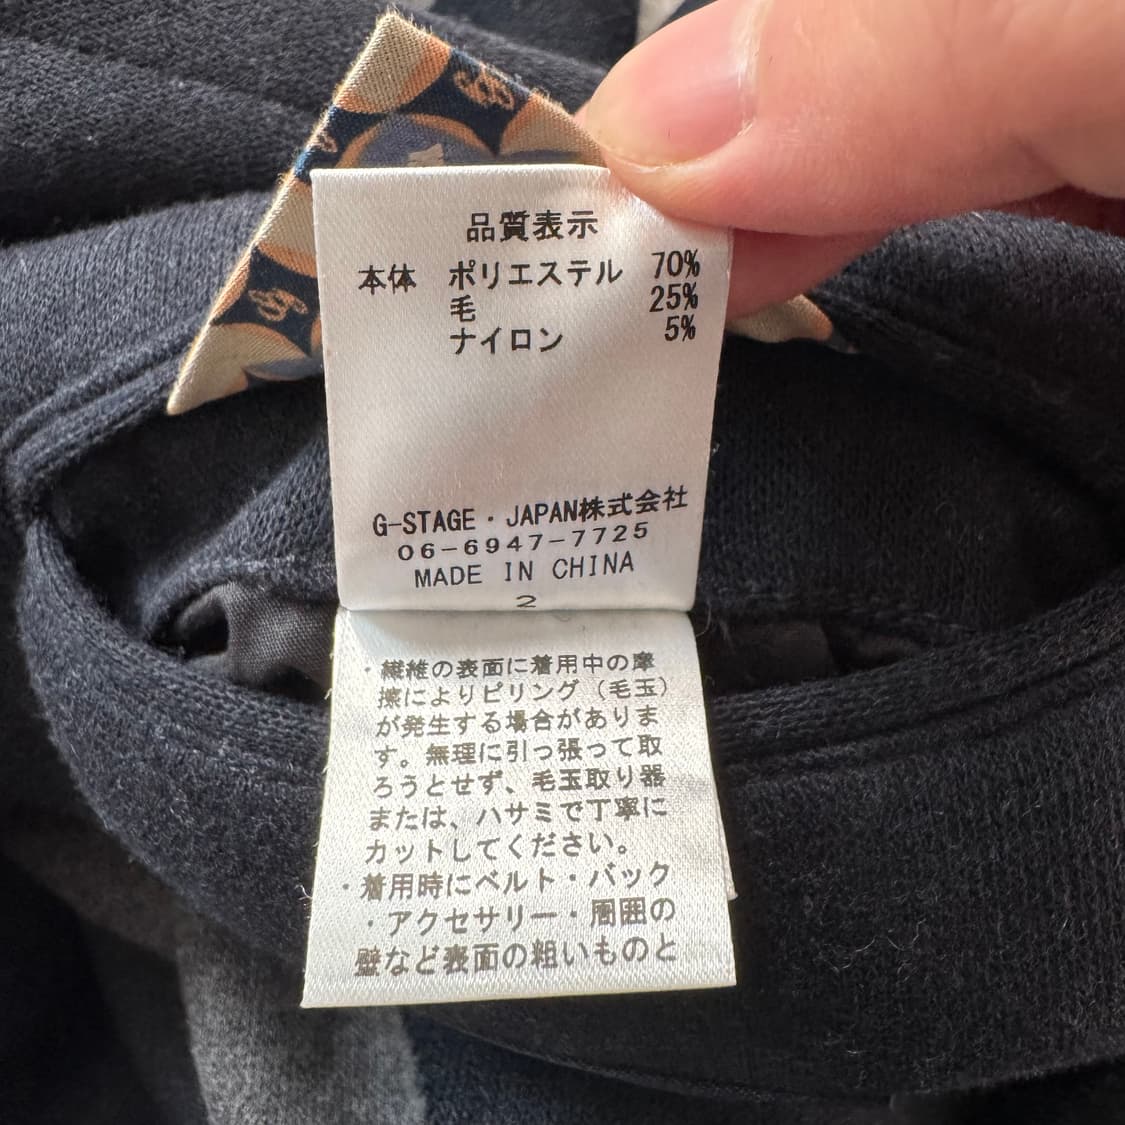 品質表示
本体 ポリエステル 70%
毛 25%
ナイロン 5%
G-STAGE・JAPAN株式会社
06-6947-7725
MADE IN CHINA
2
・繊維の表面に着用中の摩
擦によりピリング(毛玉)
が発生する場合がありま
す。無理に引っ張って取
ろうとせず、毛玉取り器
または、ハサミで丁寧に
カットしてください。
・着用時にベルト・バック
・アクセサリー・周囲の
壁など表面の粗いものと